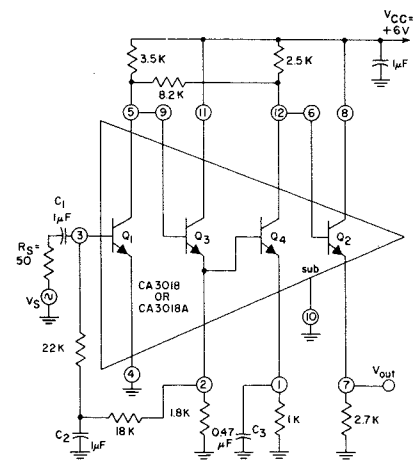 VCC=
+6V
3.5K
2.5K
1μF
8.2K
5
9
11
12
6
8
C1
1μF
3
Q1
Q3
Q4
Q2
RS=
50
VS
CA3018
OR
CA3018A
sub
10
4
22K
2
1
7
Vout
18K
1.8K
0.47
μF
C3
1K
2.7K
C2
1μF